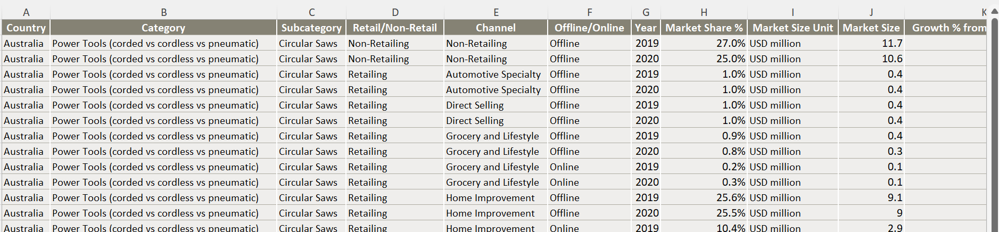 A B C D E F G H I J K
Country Category Subcategory Retail/Non-Retail Channel Offline/Online Year Market Share % Market Size Unit Market Size Growth % from
Australia Power Tools (corded vs cordless vs pneumatic) Circular Saws Non-Retailing Non-Retailing Offline 2019 27.0% USD million 11.7
Australia Power Tools (corded vs cordless vs pneumatic) Circular Saws Non-Retailing Non-Retailing Offline 2020 25.0% USD million 10.6
Australia Power Tools (corded vs cordless vs pneumatic) Circular Saws Retailing Automotive Specialty Offline 2019 1.0% USD million 0.4
Australia Power Tools (corded vs cordless vs pneumatic) Circular Saws Retailing Automotive Specialty Offline 2020 1.0% USD million 0.4
Australia Power Tools (corded vs cordless vs pneumatic) Circular Saws Retailing Direct Selling Offline 2019 1.0% USD million 0.4
Australia Power Tools (corded vs cordless vs pneumatic) Circular Saws Retailing Direct Selling Offline 2020 1.0% USD million 0.4
Australia Power Tools (corded vs cordless vs pneumatic) Circular Saws Retailing Grocery and Lifestyle Offline 2019 0.9% USD million 0.4
Australia Power Tools (corded vs cordless vs pneumatic) Circular Saws Retailing Grocery and Lifestyle Offline 2020 0.8% USD million 0.3
Australia Power Tools (corded vs cordless vs pneumatic) Circular Saws Retailing Grocery and Lifestyle Online 2019 0.2% USD million 0.1
Australia Power Tools (corded vs cordless vs pneumatic) Circular Saws Retailing Grocery and Lifestyle Online 2020 0.3% USD million 0.1
Australia Power Tools (corded vs cordless vs pneumatic) Circular Saws Retailing Home Improvement Offline 2019 25.6% USD million 9.1
Australia Power Tools (corded vs cordless vs pneumatic) Circular Saws Retailing Home Improvement Offline 2020 25.5% USD million 9
Australia Power Tools (corded vs cordless vs pneumatic) Circular Saws Retailing Home Improvement Online 2019 10.4% USD million 2.9